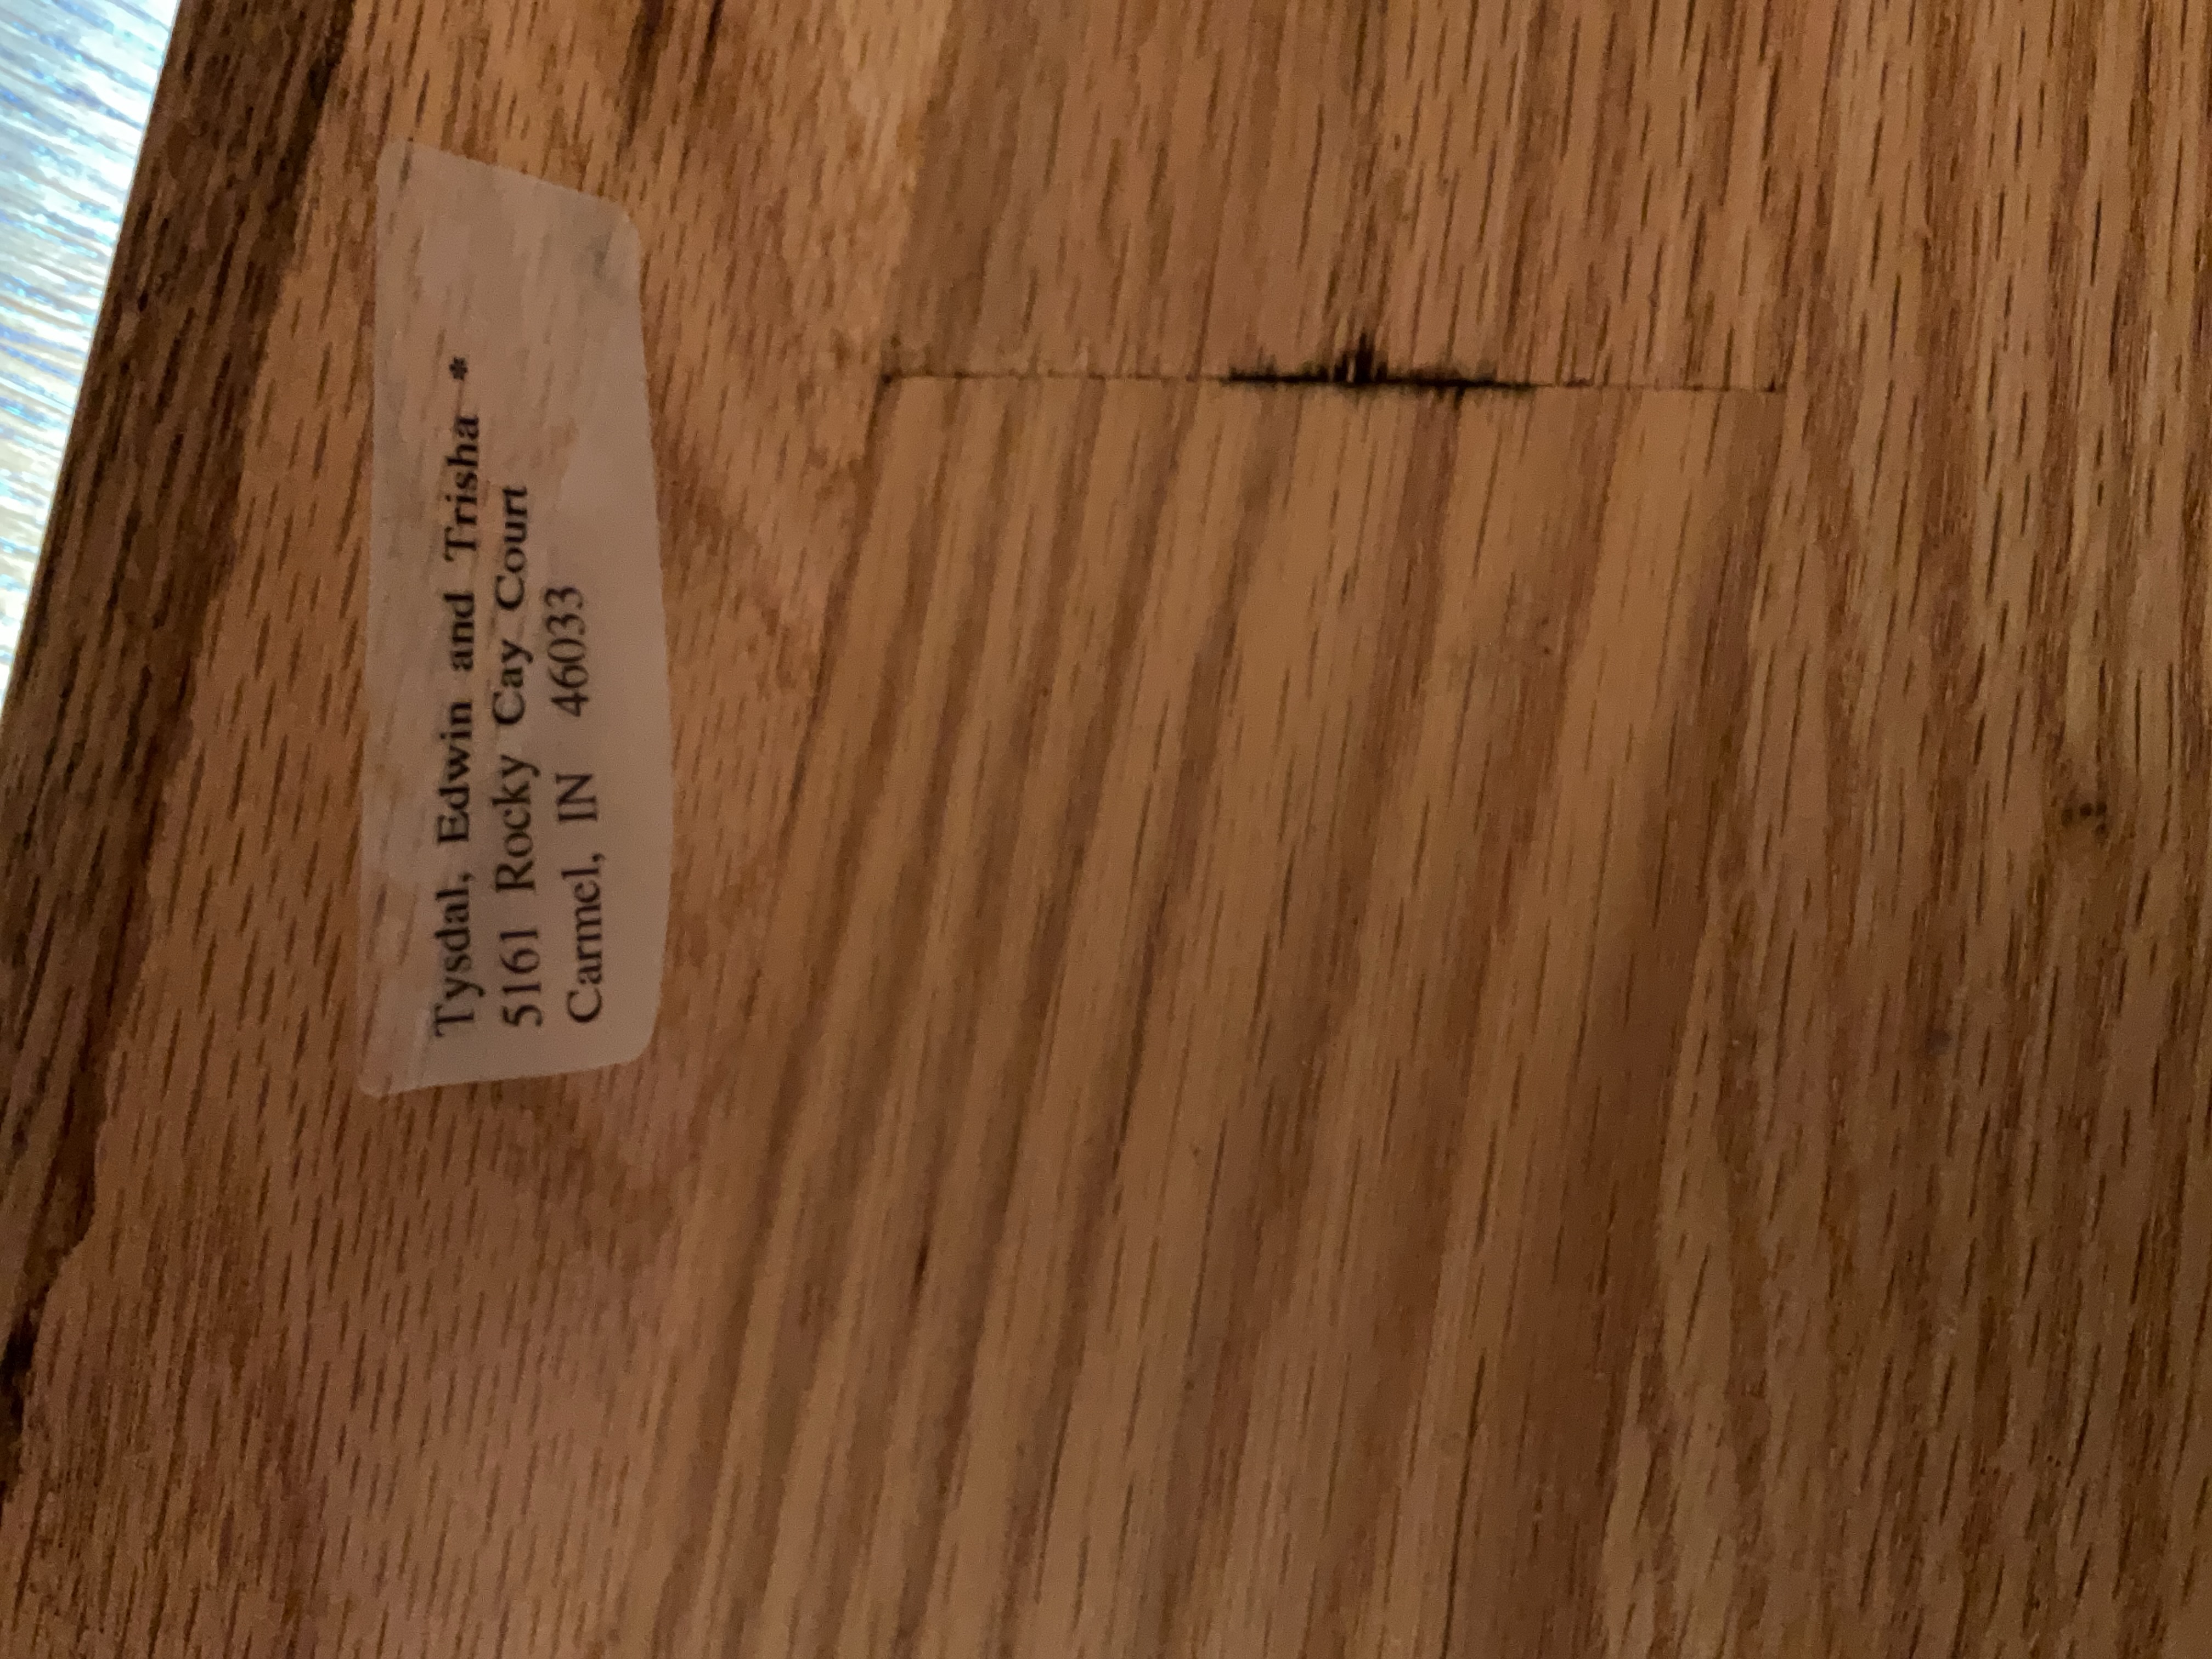 Tysdal, Edwin and Trisha *
5161 Rocky Cay Court
Carmel, IN 46033